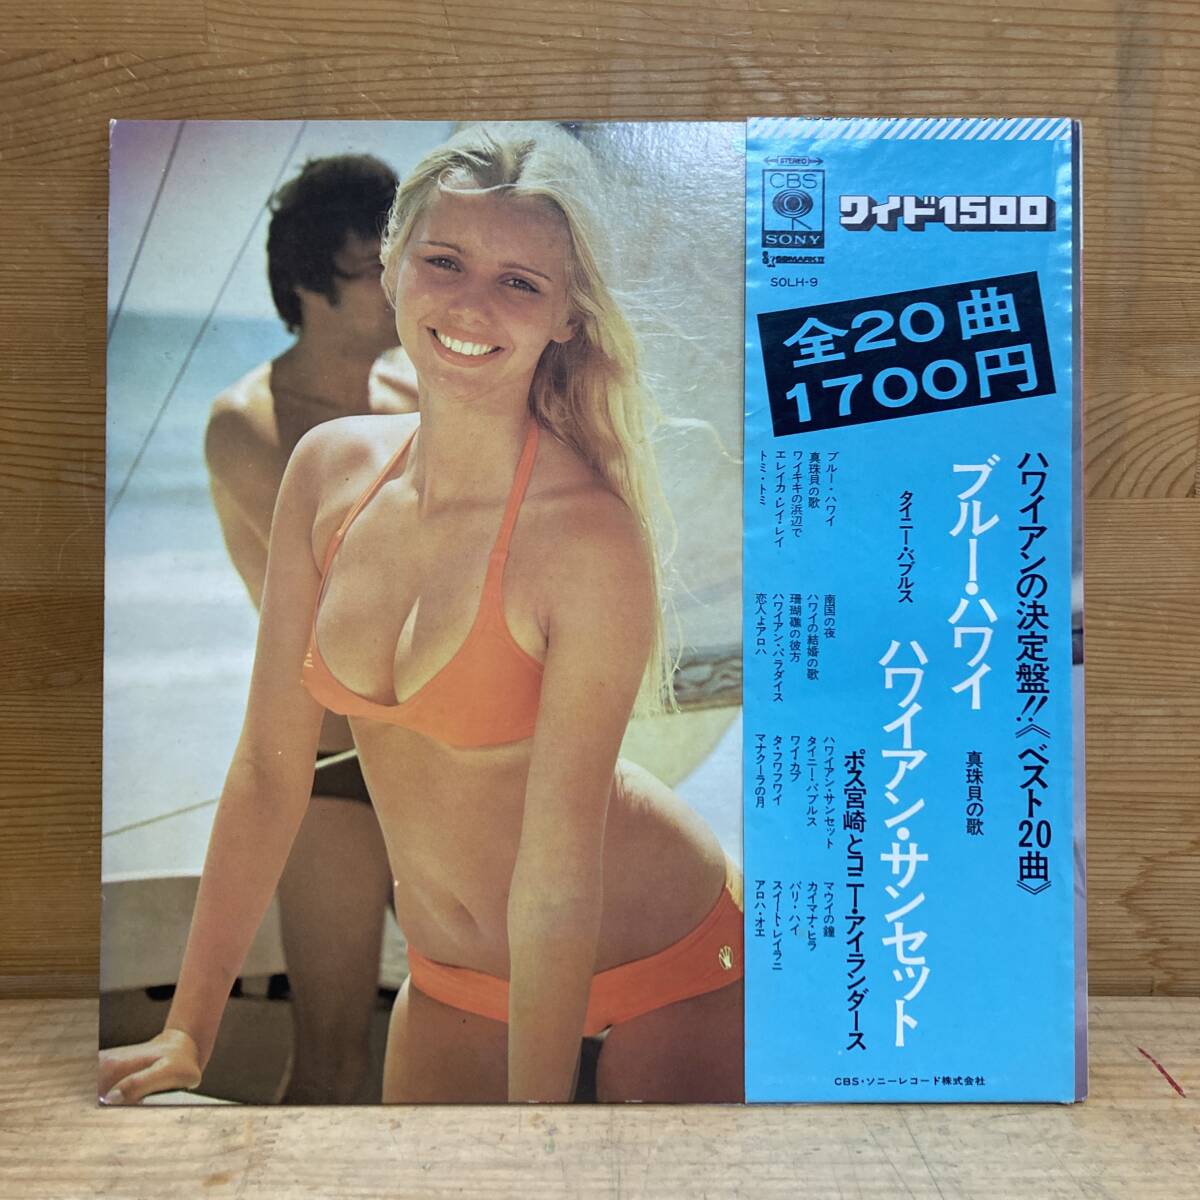 STEREO
CBS
SONY
SOLH-9
ワイド1500
全20曲
1700円
ハワイアンの決定盤!!《ベスト20曲》
ブルー・ハワイ
真珠貝の歌
タイニー・バブルス
ハワイアン・サンセット
ポス宮崎とコニー・アイランダース
ブルー・ハワイ
真珠貝の歌
ワイキキの浜辺で
エレイカ・レイ・レイ
トミ・トミ
南国の夜
ハワイの結婚の歌
珊瑚礁の彼方
ハワイアン・パラダイス
恋人よアロハ
ハワイアン・サンセット
タイニー・バブルス
ワイ・カプ
タ・フワフワイ
マナクーラの月
マウイの鐘
カイマナ・ヒラ
バリ・ハイ
スイート・レイラニ
アロハ・オエ
CBS・ソニーレコード株式会社